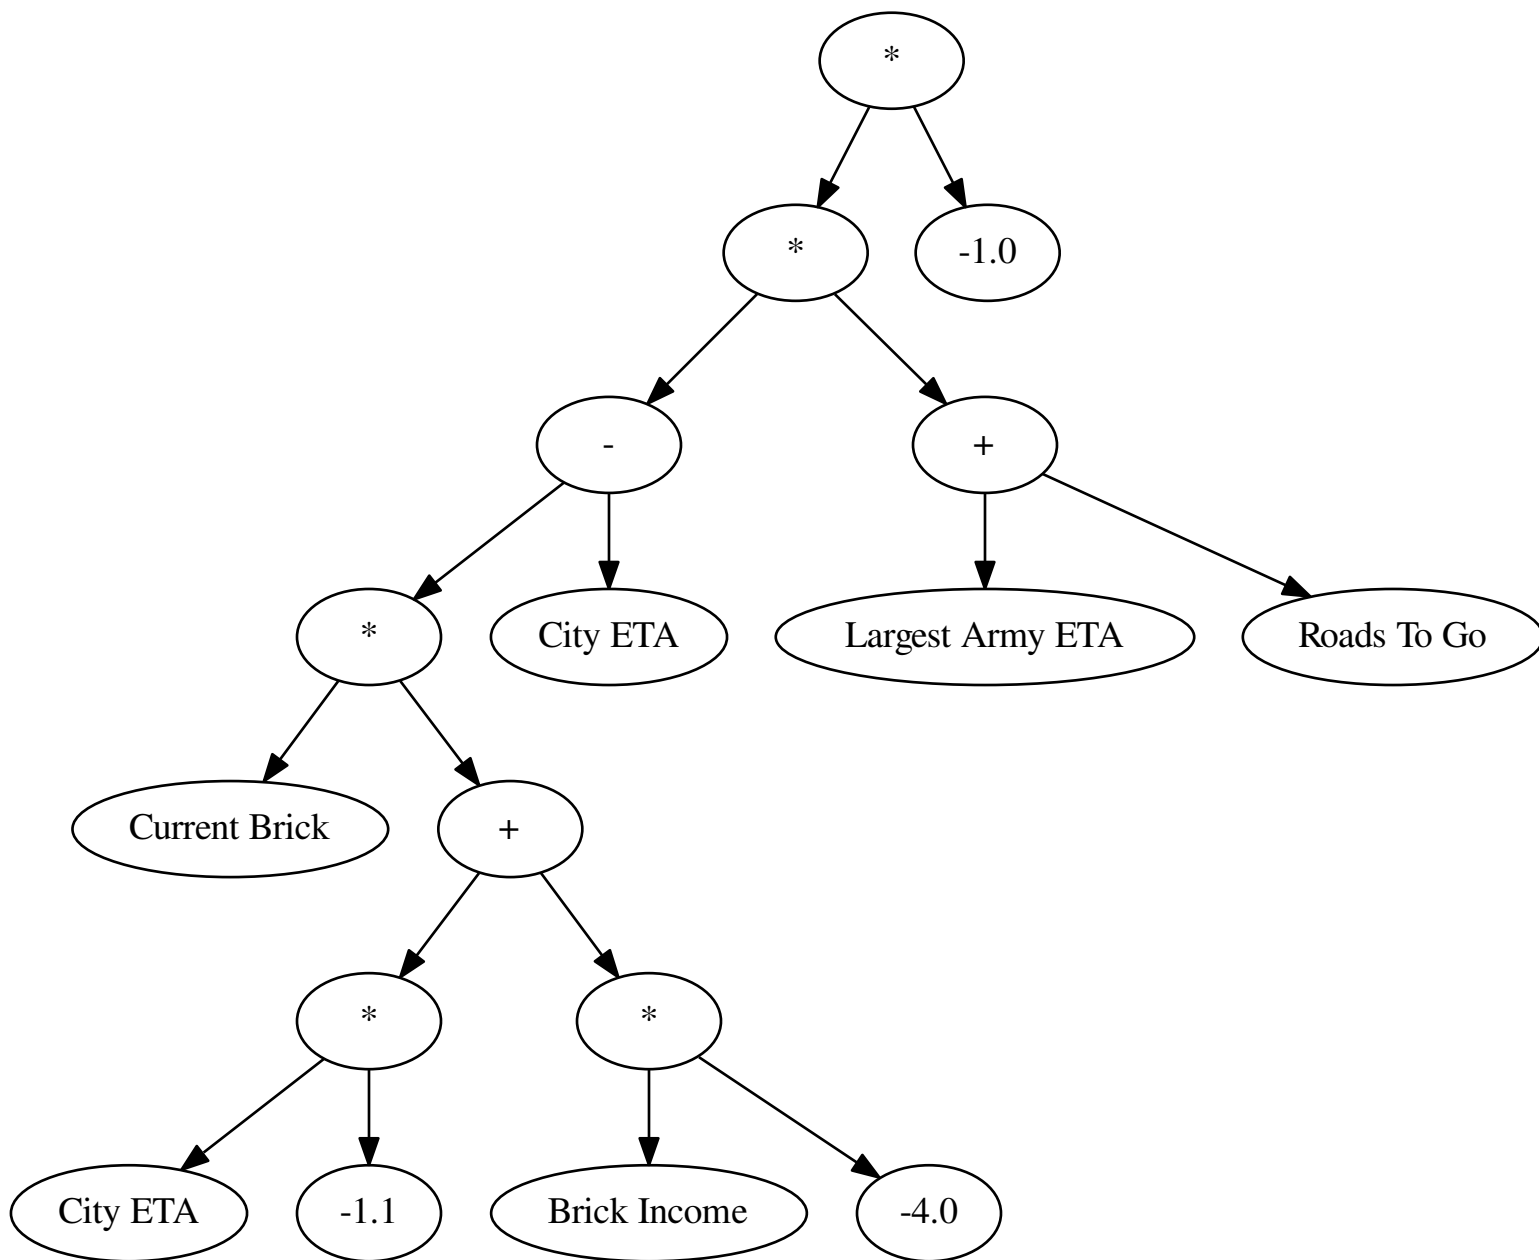 *
*
-1.0
-
+
*
City ETA
Largest Army ETA
Roads To Go
Current Brick
+
*
*
City ETA
-1.1
Brick Income
-4.0